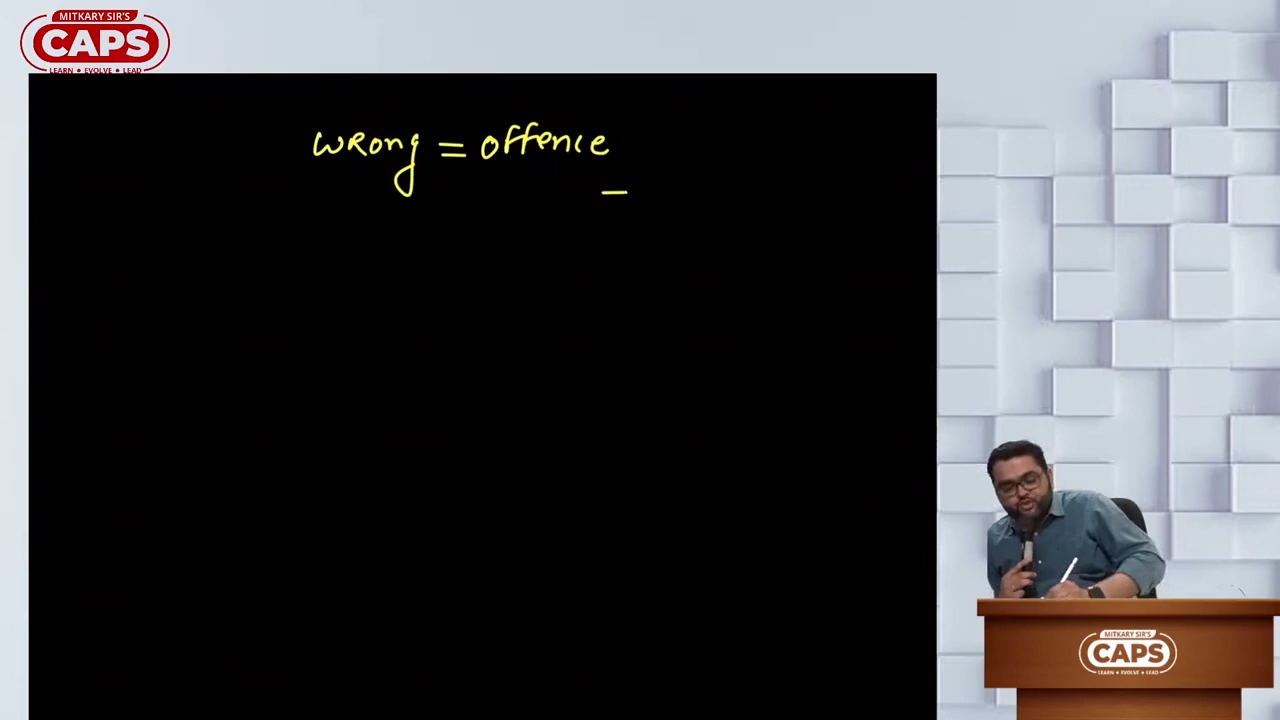 MITKARY SIR'S
CAPS
LEARN • EVOLVE • LEAD
wrong = offence
MITKARY SIR'S
CAPS
LEARN • EVOLVE • LEAD